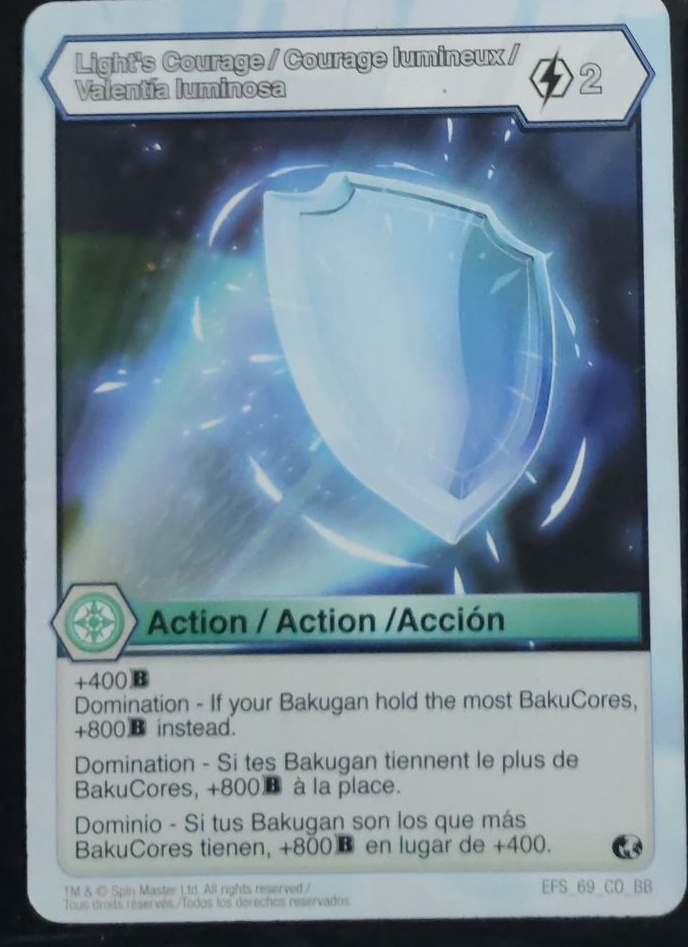 Light's Courage / Courage lumineux /
Valentía luminosa
2
Action / Action /Acción
+400B
Domination - If your Bakugan hold the most BakuCores,
+800B instead.
Domination - Si tes Bakugan tiennent le plus de
BakuCores, +800B à la place.
Dominio - Si tus Bakugan son los que más
BakuCores tienen, +800B en lugar de +400.
TM & © Spin Master Ltd. All rights reserved./
Tous droits réservés./Todos los derechos reservados.
EFS_69_CO_BB